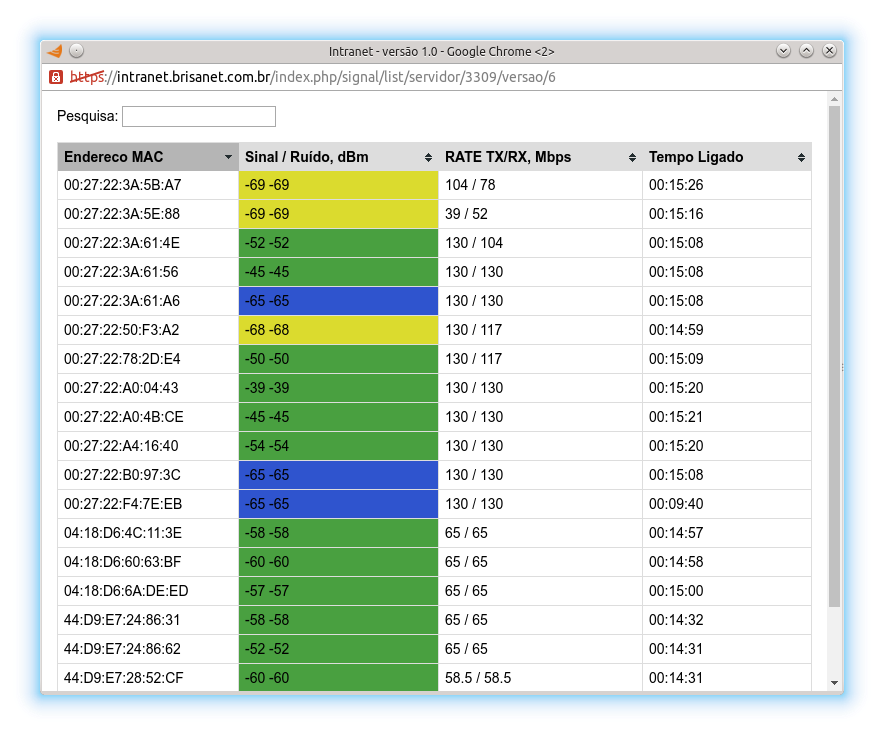 Intranet - versão 1.0 - Google Chrome <2>
https://intranet.brisanet.com.br/index.php/signal/list/servidor/3309/versao/6
Pesquisa:
Endereco MAC Sinal / Ruído, dBm RATE TX/RX, Mbps Tempo Ligado
00:27:22:3A:5B:A7 -69 -69 104 / 78 00:15:26
00:27:22:3A:5E:88 -69 -69 39 / 52 00:15:16
00:27:22:3A:61:4E -52 -52 130 / 104 00:15:08
00:27:22:3A:61:56 -45 -45 130 / 130 00:15:08
00:27:22:3A:61:A6 -65 -65 130 / 130 00:15:08
00:27:22:50:F3:A2 -68 -68 130 / 117 00:14:59
00:27:22:78:2D:E4 -50 -50 130 / 117 00:15:09
00:27:22:A0:04:43 -39 -39 130 / 130 00:15:20
00:27:22:A0:4B:CE -45 -45 130 / 130 00:15:21
00:27:22:A4:16:40 -54 -54 130 / 130 00:15:20
00:27:22:B0:97:3C -65 -65 130 / 130 00:15:08
00:27:22:F4:7E:EB -65 -65 130 / 130 00:09:40
04:18:D6:4C:11:3E -58 -58 65 / 65 00:14:57
04:18:D6:60:63:BF -60 -60 65 / 65 00:14:58
04:18:D6:6A:DE:ED -57 -57 65 / 65 00:15:00
44:D9:E7:24:86:31 -58 -58 65 / 65 00:14:32
44:D9:E7:24:86:62 -52 -52 65 / 65 00:14:31
44:D9:E7:28:52:CF -60 -60 58.5 / 58.5 00:14:31